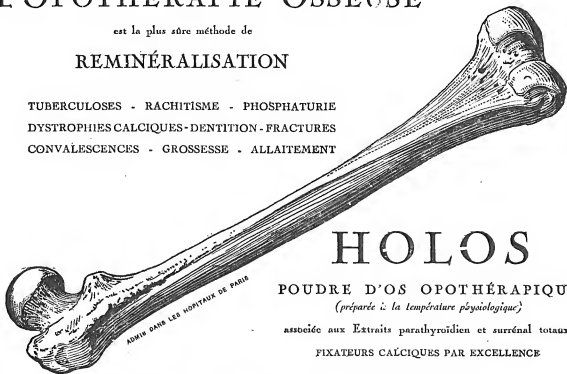 L'OPOTHÉRAPIE OSSEUSE
est la plus sûre méthode de
REMINÉRALISATION
TUBERCULOSES - RACHITISME - PHOSPHATURIE
DYSTROPHIES CALCIQUES - DENTITION - FRACTURES
CONVALESCENCES - GROSSESSE - ALLAITEMENT
HOLOS
POUDRE D'OS OPOTHÉRAPIQU
(préparée à la température physiologique)
associée aux Extraits parathyroïdien et surrénal totaux
FIXATEURS CALCIQUES PAR EXCELLENCE
ADMIN DANS LES HOPITAUX DE PARIS